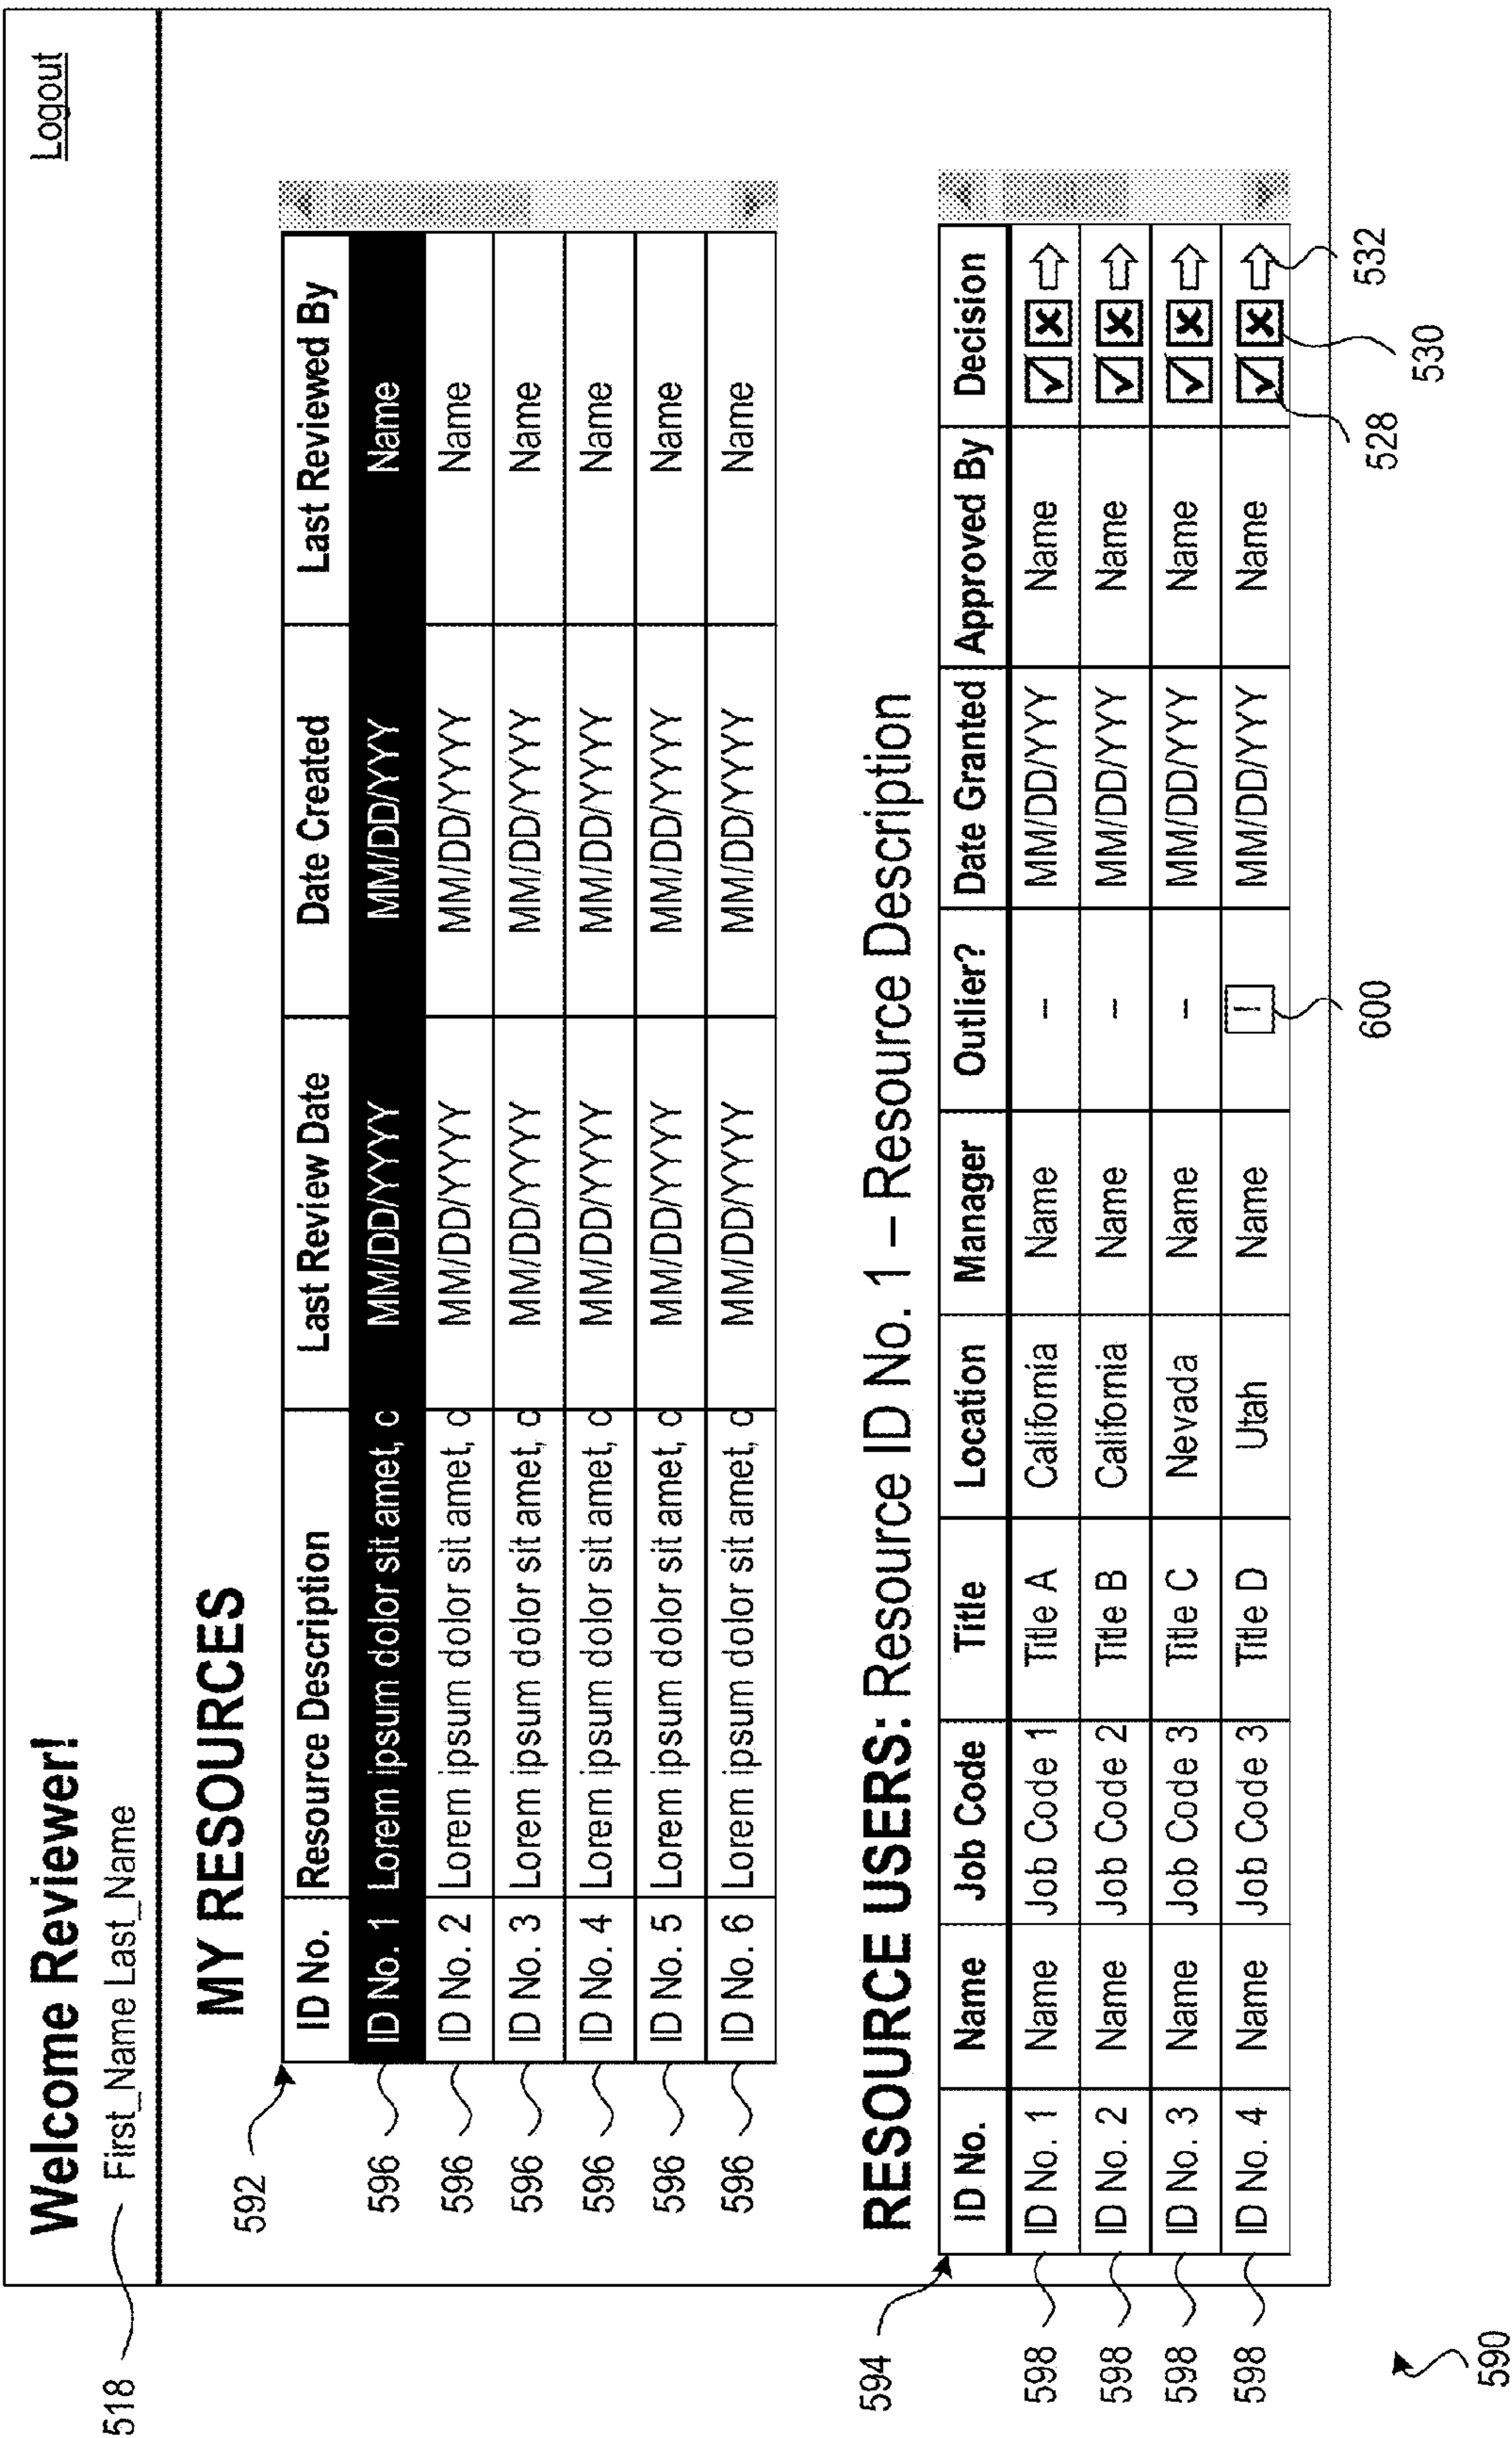 Welcome Reviewer!
Logout
518
First_Name Last_Name
MY RESOURCES
592
ID No. Resource Description Last Review Date Date Created Last Reviewed By
596 ID No. 1 Lorem ipsum dolor sit amet, c MM/DD/YYYY MM/DD/YYY Name
596 ID No. 2 Lorem ipsum dolor sit amet, c MM/DD/YYYY MM/DD/YYYY Name
596 ID No. 3 Lorem ipsum dolor sit amet, c MM/DD/YYYY MM/DD/YYYY Name
596 ID No. 4 Lorem ipsum dolor sit amet, c MM/DD/YYYY MM/DD/YYYY Name
596 ID No. 5 Lorem ipsum dolor sit amet, c MM/DD/YYYY MM/DD/YYYY Name
596 ID No. 6 Lorem ipsum dolor sit amet, c MM/DD/YYYY MM/DD/YYYY Name
594
RESOURCE USERS: Resource ID No. 1 – Resource Description
ID No. Name Job Code Title Location Manager Outlier? Date Granted Approved By Decision
598 ID No. 1 Name Job Code 1 Title A California Name -- MM/DD/YYY Name
598 ID No. 2 Name Job Code 2 Title B California Name -- MM/DD/YYY Name
598 ID No. 3 Name Job Code 3 Title C Nevada Name -- MM/DD/YYY Name
598 ID No. 4 Name Job Code 3 Title D Utah Name ! MM/DD/YYY Name
600
528
530
532
590